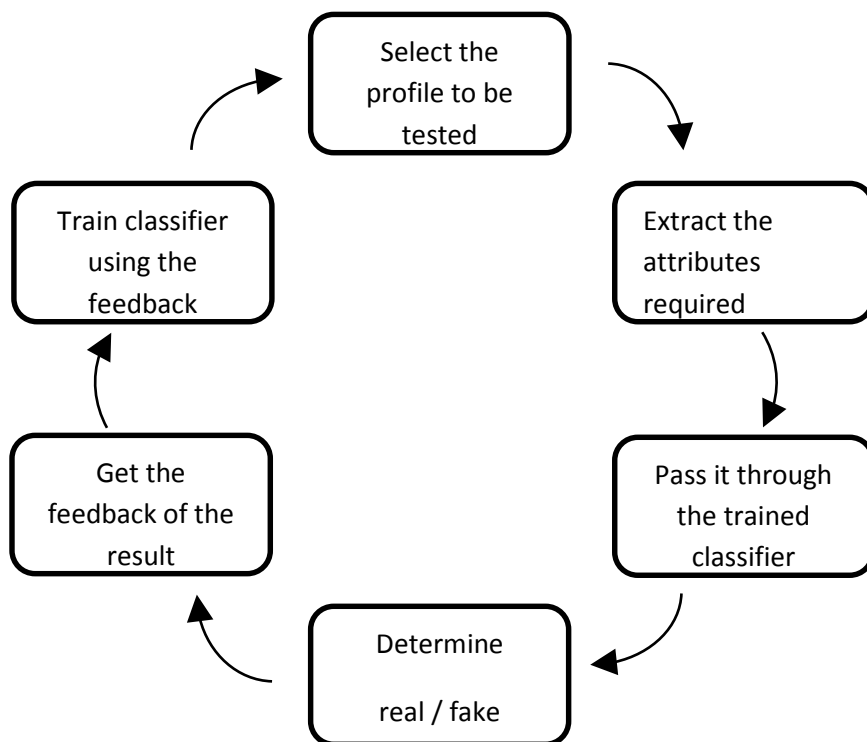 Select the
profile to be
tested
Extract the
attributes
required
Pass it through
the trained
classifier
Determine
real / fake
Get the
feedback of the
result
Train classifier
using the
feedback